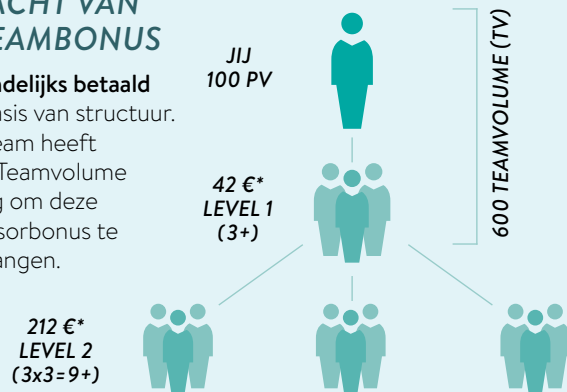 ACHT VAN
EAMBONUS
ndelijks betaald
asis van structuur.
eam heeft
Teamvolume
g om deze
sorbonus te
angen.
JIJ
100 PV
42 €*
LEVEL 1
(3+)
600 TEAMVOLUME (TV)
212 €*
LEVEL 2
(3x3=9+)